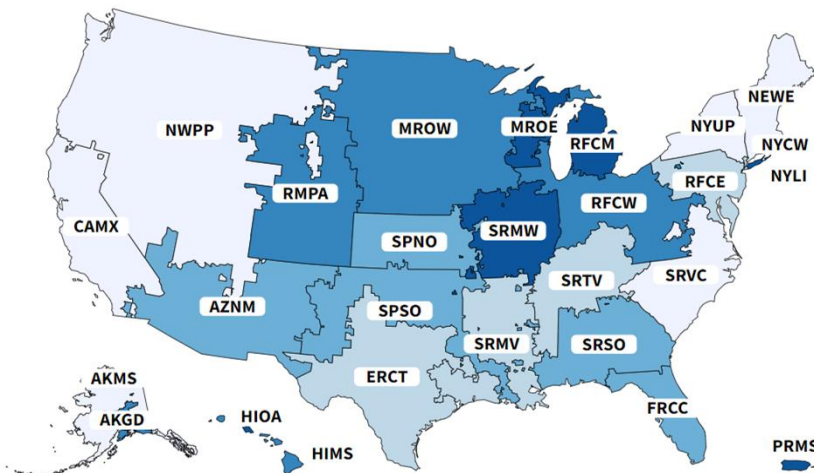 NEWE
NWPP
MROW
MROE
NYUP
RFCM
NYCW
NYLI
RFCE
RMPA
RFCW
CAMX
SPNO
SRMW
SRTV
SRVC
AZNM
SPSO
SRMV
SRSO
ERCT
AKMS
FRCC
AKGD
HIOA
HIMS
PRMS